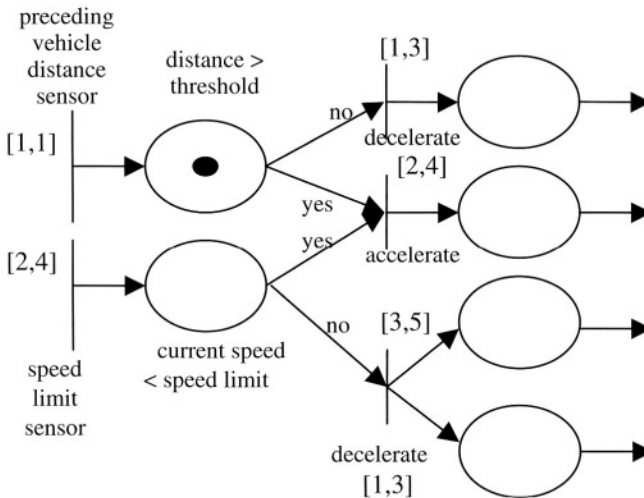 preceding
vehicle
distance
sensor
[1,1]
distance >
threshold
no
[1,3]
decelerate
[2,4]
yes
yes
accelerate
[2,4]
speed
limit
sensor
current speed
< speed limit
no
[3,5]
decelerate
[1,3]